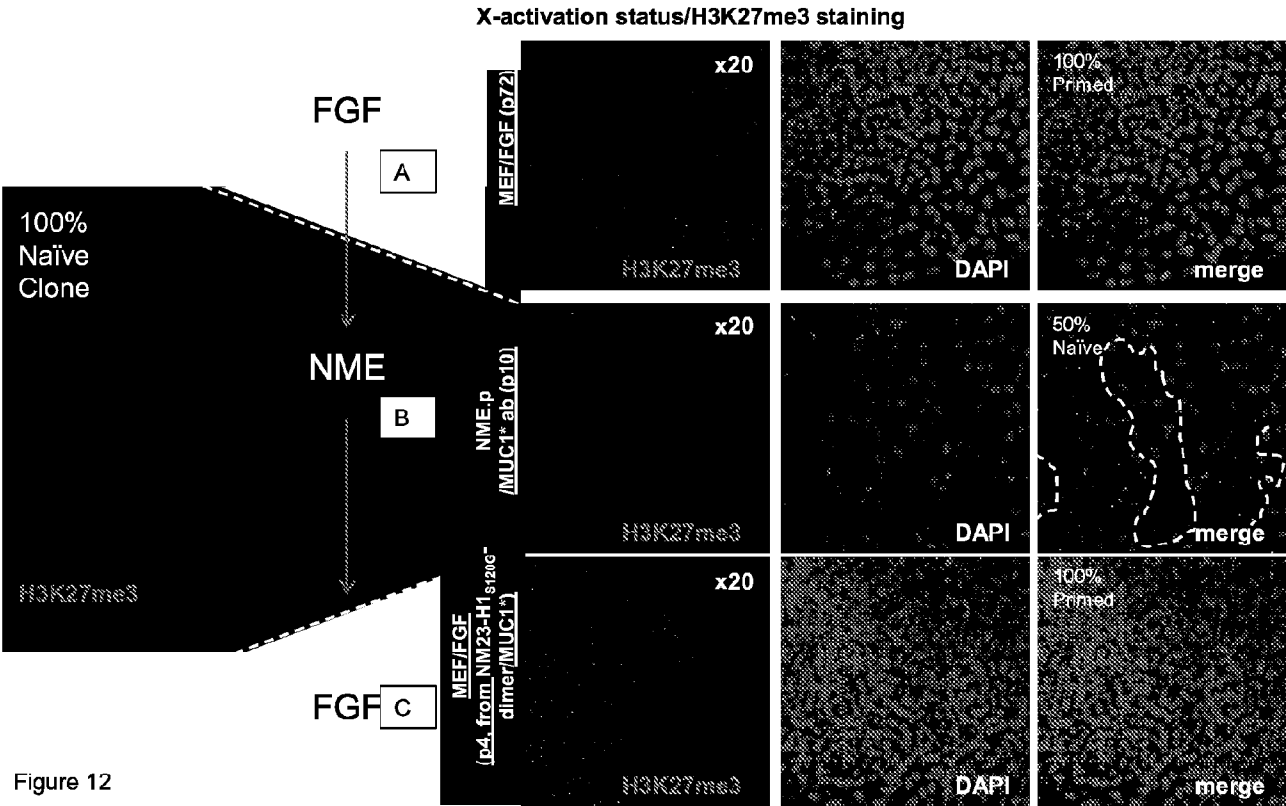 X-activation status/H3K27me3 staining
FGF
A
100%
Naïve
Clone
NME
B
H3K27me3
FGF
C
MEF/FGF (p72)
x20
H3K27me3
DAPI
100%
Primed
merge
NME.p
/MUC1* ab (p10)
x20
H3K27me3
DAPI
50%
Naïve
merge
MEF/FGF
(p4, from NM23-H1S120G-
dimer/MUC1*)
x20
H3K27me3
DAPI
100%
Primed
merge
Figure 12